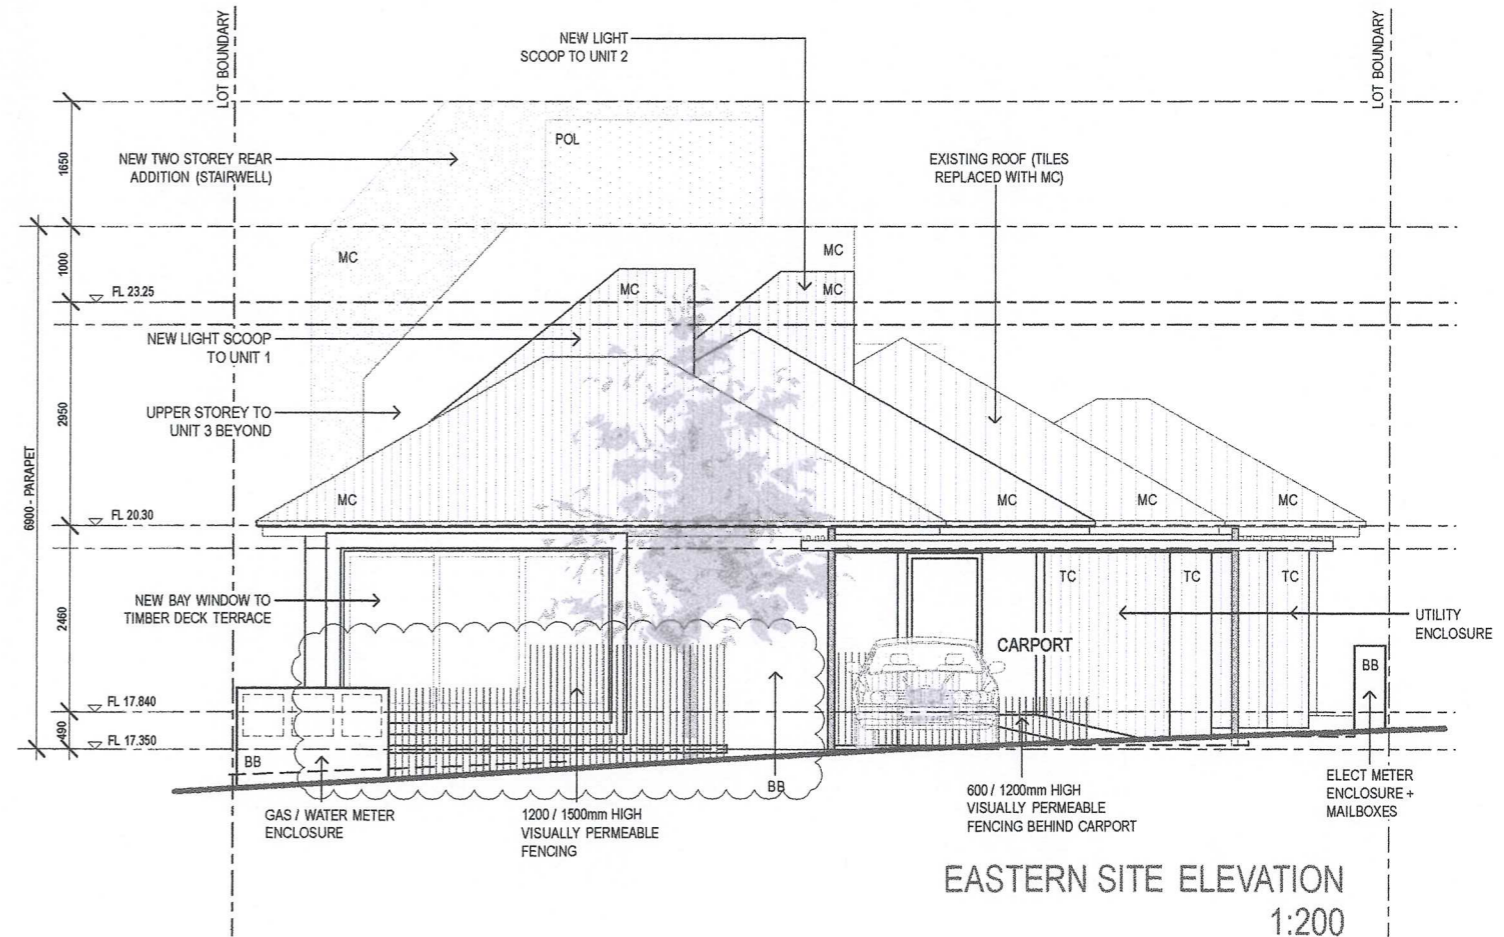 LOT BOUNDARY
NEW LIGHT
SCOOP TO UNIT 2
LOT BOUNDARY
1650
NEW TWO STOREY REAR
ADDITION (STAIRWELL)
POL
EXISTING ROOF (TILES
REPLACED WITH MC)
1000
MC
MC
FL 23.25
MC
MC
NEW LIGHT SCOOP
TO UNIT 1
2950
UPPER STOREY TO
UNIT 3 BEYOND
6900 - PARAPET
MC
MC
MC
MC
FL 20.30
TC
TC
TC
NEW BAY WINDOW TO
TIMBER DECK TERRACE
2460
UTILITY
ENCLOSURE
CARPORT
BB
FL 17.840
490
FL 17.350
BB
BB
GAS / WATER METER
ENCLOSURE
1200 / 1500mm HIGH
VISUALLY PERMEABLE
FENCING
600 / 1200mm HIGH
VISUALLY PERMEABLE
FENCING BEHIND CARPORT
ELECT METER
ENCLOSURE +
MAILBOXES
EASTERN SITE ELEVATION
1:200